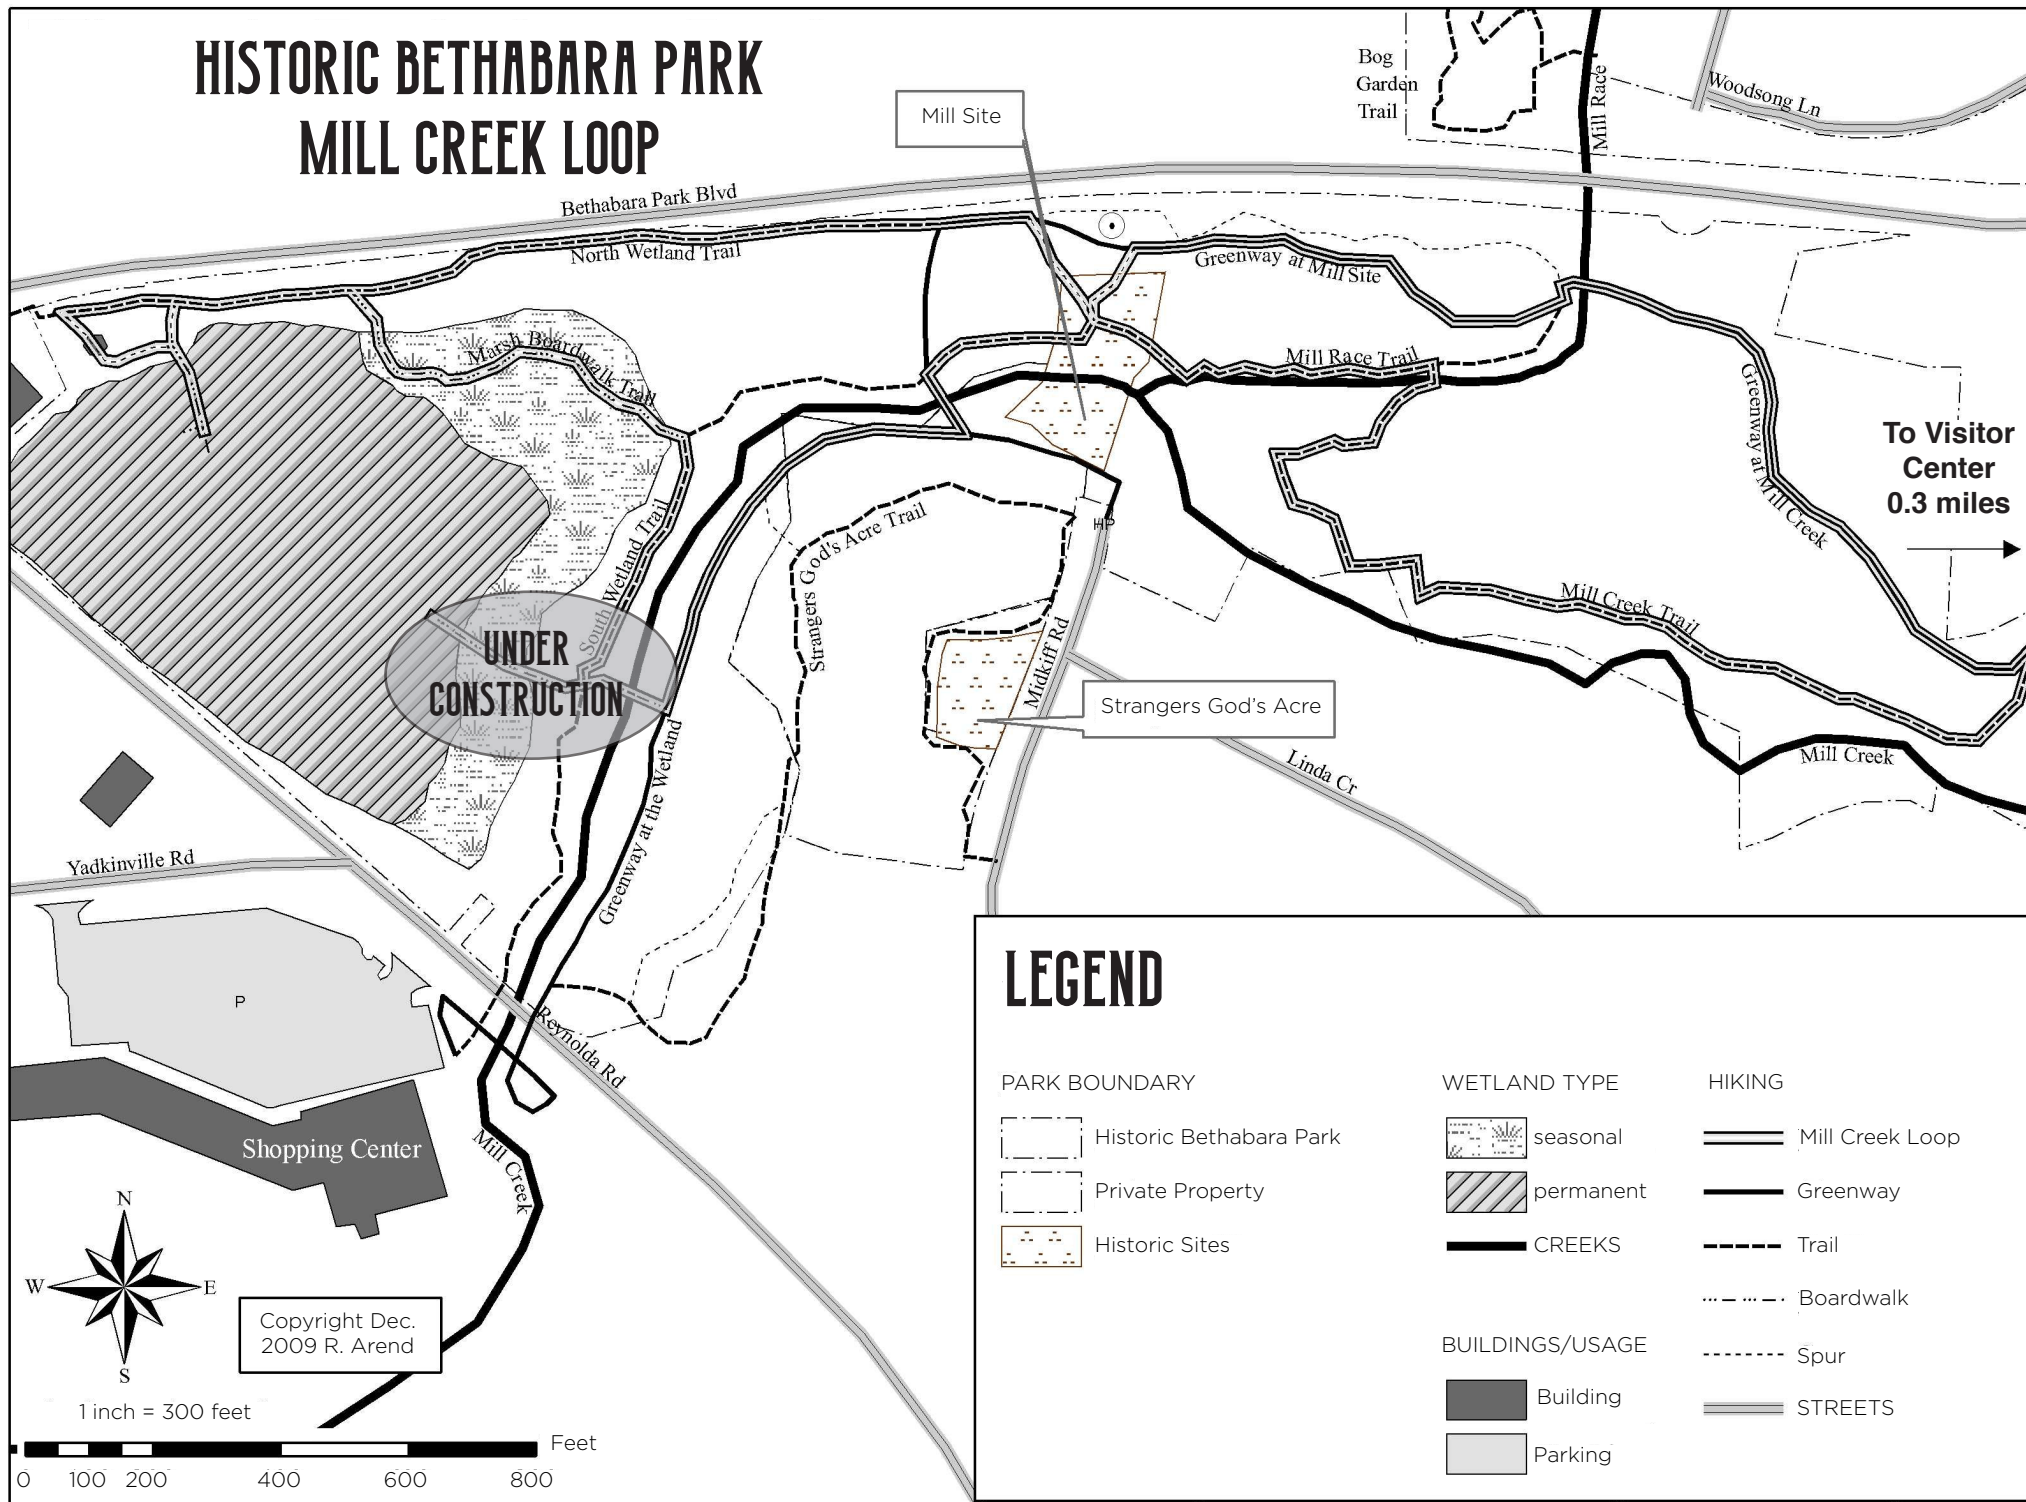 HISTORIC BETHABARA PARK
MILL CREEK LOOP
Mill Site
Bog
Garden
Trail
Mill Race
Woodsong Ln
Bethabara Park Blvd
North Wetland Trail
Greenway at Mill Site
Marsh Boardwalk Trail
Mill Race Trail
Greenway at Mill Creek
To Visitor
Center
0.3 miles
Strangers God's Acre Trail
HP
South Wetland Trail
UNDER
CONSTRUCTION
Mill Creek Trail
Midkiff Rd
Strangers God's Acre
Linda Cr
Mill Creek
Greenway at the Wetland
Yadkinville Rd
P
Reynolda Rd
Shopping Center
Mill Creek
N
W
E
S
Copyright Dec.
2009 R. Arend
1 inch = 300 feet
Feet
0 100 200 400 600 800
LEGEND
PARK BOUNDARY
Historic Bethabara Park
Private Property
Historic Sites
WETLAND TYPE
seasonal
permanent
CREEKS
BUILDINGS/USAGE
Building
Parking
HIKING
Mill Creek Loop
Greenway
Trail
Boardwalk
Spur
STREETS